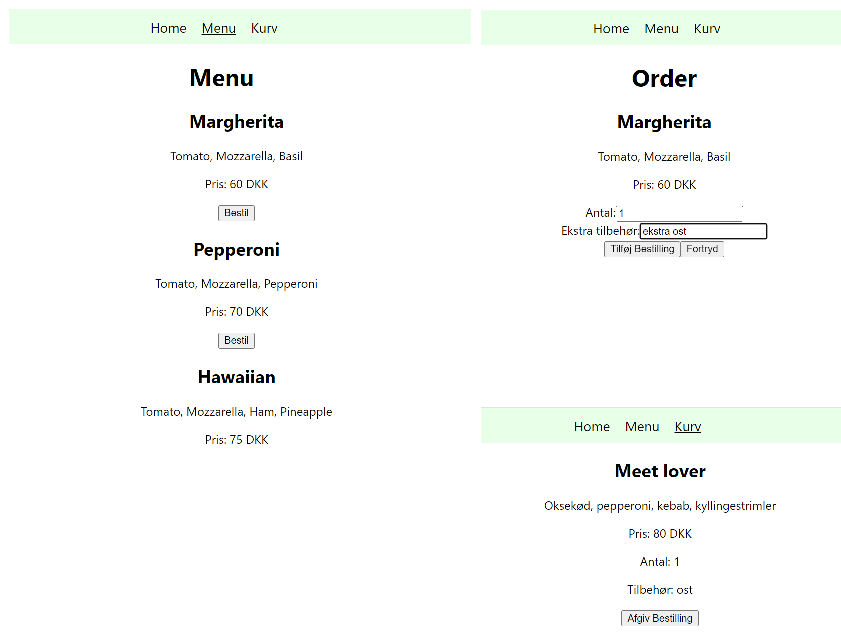 Home Menu Kurv
Menu
Margherita
Tomato, Mozzarella, Basil
Pris: 60 DKK
Bestil
Pepperoni
Tomato, Mozzarella, Pepperoni
Pris: 70 DKK
Bestil
Hawaiian
Tomato, Mozzarella, Ham, Pineapple
Pris: 75 DKK
Home Menu Kurv
Order
Margherita
Tomato, Mozzarella, Basil
Pris: 60 DKK
Antal: 1
Ekstra tilbehør: ekstra ost
Tilføj Bestilling Fortryd
Home Menu Kurv
Meet lover
Oksekød, pepperoni, kebab, kyllingestrimler
Pris: 80 DKK
Antal: 1
Tilbehør: ost
Afgiv Bestilling